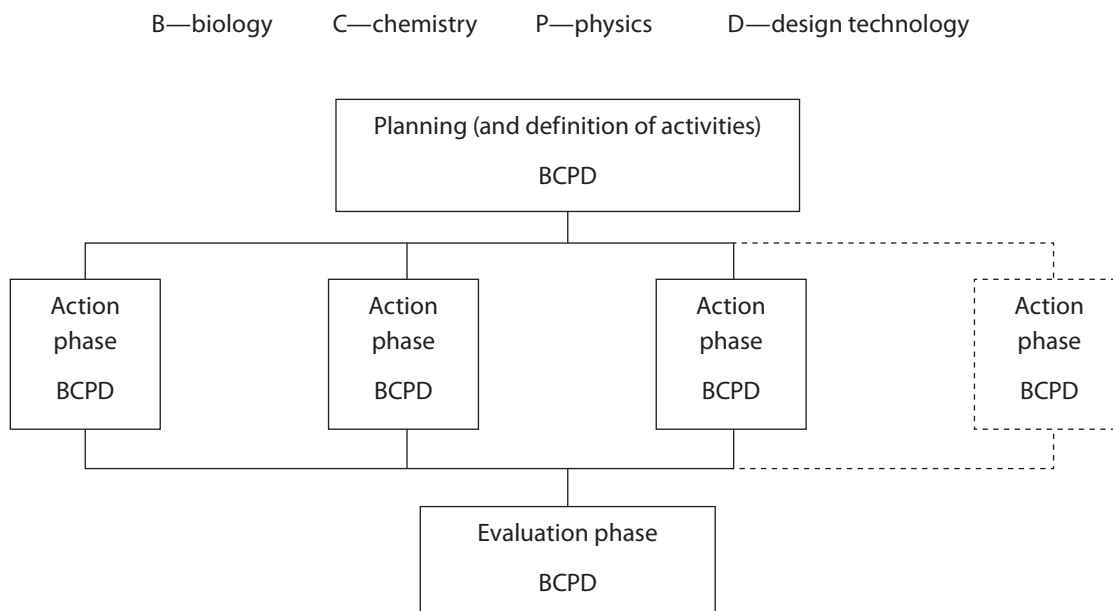 B—biology C—chemistry P—physics D—design technology
Planning (and definition of activities)
BCPD
Action
phase
BCPD
Action
phase
BCPD
Action
phase
BCPD
Action
phase
BCPD
Evaluation phase
BCPD